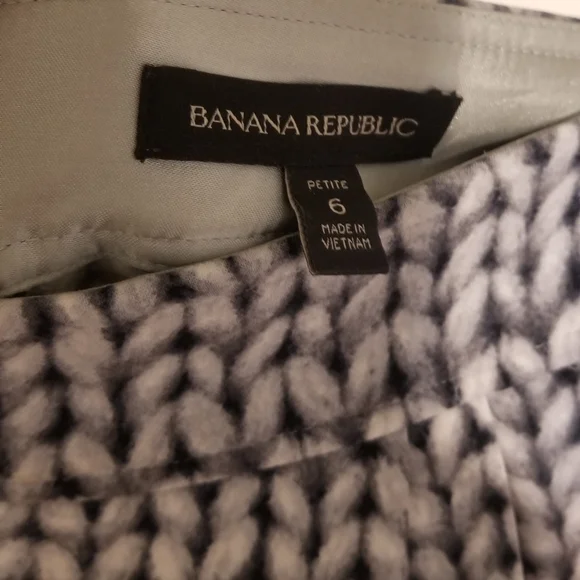 BANANA REPUBLIC
PETITE
6
MADE IN
VIETNAM